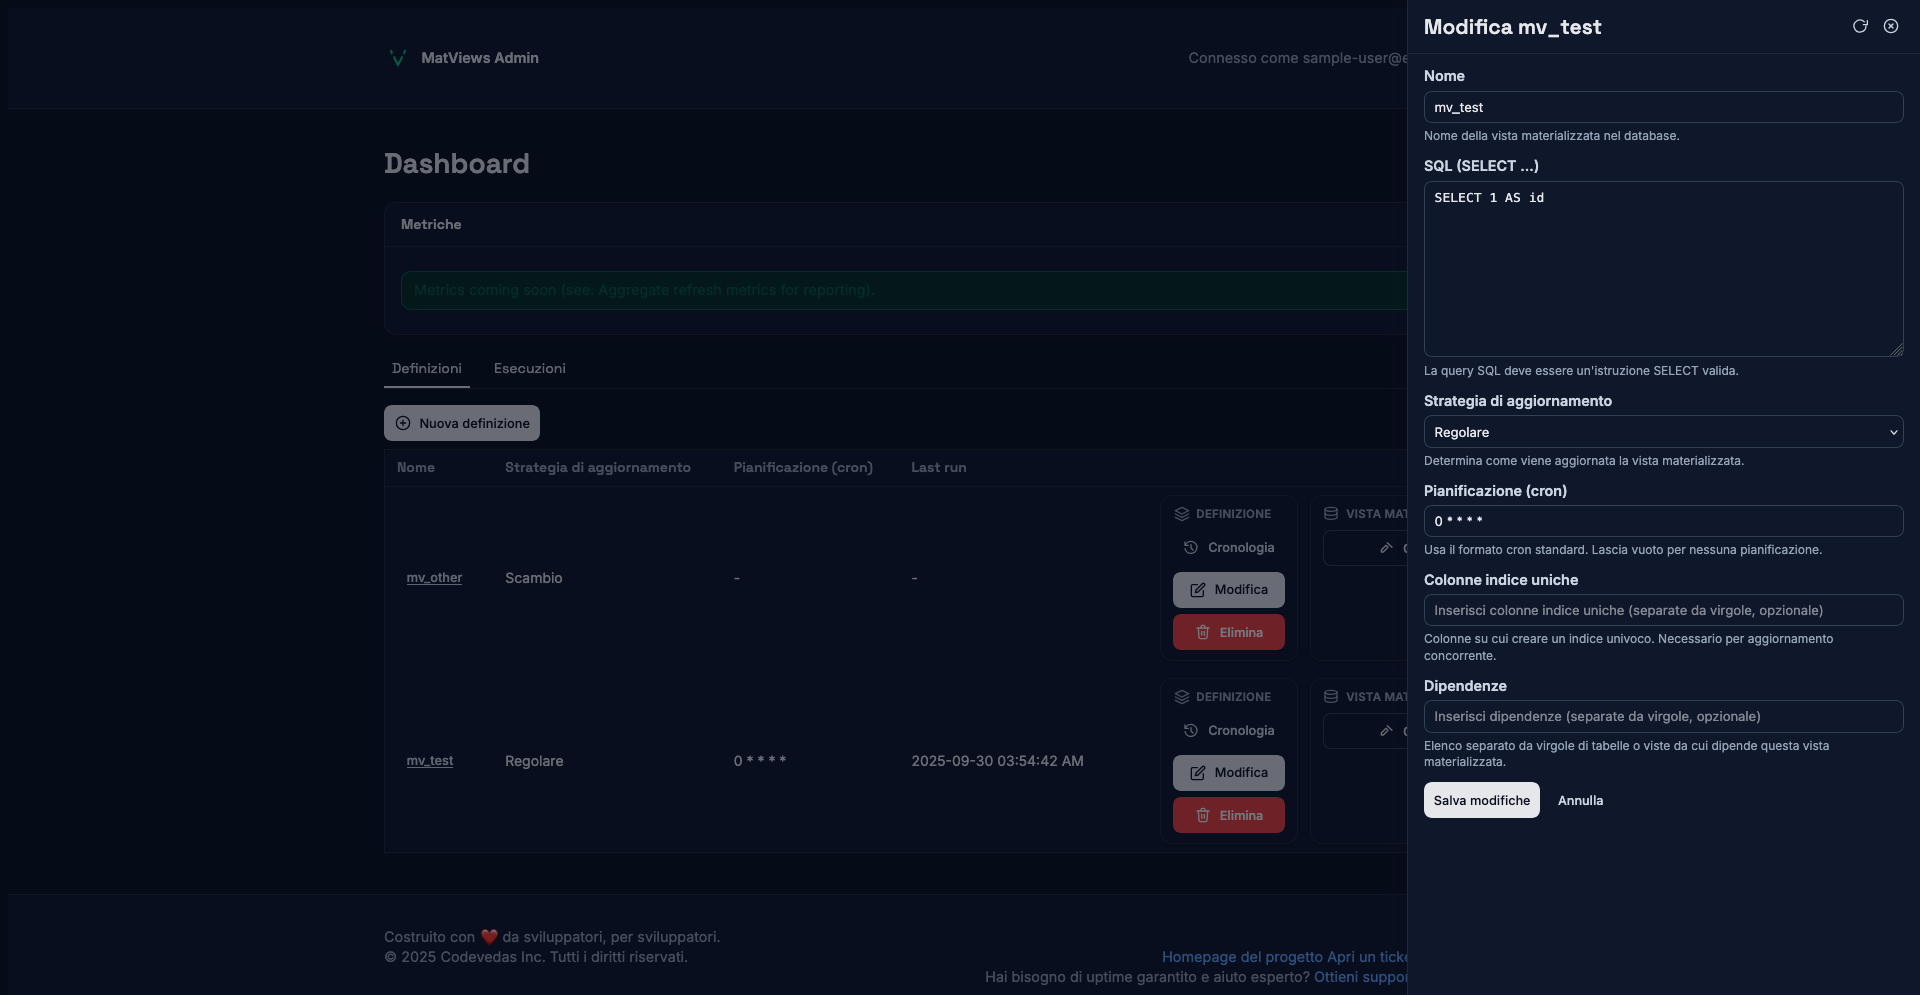 MatViews Admin
Connesso come sample-user@e
Dashboard
Metriche
Metrics coming soon (see: Aggregate refresh metrics for reporting).
Definizioni
Esecuzioni
Nuova definizione
Nome
Strategia di aggiornamento
Pianificazione (cron)
Last run
mv_other
Scambio
-
-
DEFINIZIONE
Cronologia
Modifica
Elimina
VISTA MAT
mv_test
Regolare
0 * * * *
2025-09-30 03:54:42 AM
DEFINIZIONE
Cronologia
Modifica
Elimina
VISTA MAT
Costruito con ❤️ da sviluppatori, per sviluppatori.
© 2025 Codevedas Inc. Tutti i diritti riservati.
Homepage del progetto Apri un ticke
Hai bisogno di uptime garantito e aiuto esperto? Ottieni suppor
Modifica mv_test
Nome
mv_test
Nome della vista materializzata nel database.
SQL (SELECT ...)
SELECT 1 AS id
La query SQL deve essere un'istruzione SELECT valida.
Strategia di aggiornamento
Regolare
Determina come viene aggiornata la vista materializzata.
Pianificazione (cron)
0 * * * *
Usa il formato cron standard. Lascia vuoto per nessuna pianificazione.
Colonne indice uniche
Inserisci colonne indice uniche (separate da virgole, opzionale)
Colonne su cui creare un indice univoco. Necessario per aggiornamento
concorrente.
Dipendenze
Inserisci dipendenze (separate da virgole, opzionale)
Elenco separato da virgole di tabelle o viste da cui dipende questa vista
materializzata.
Salva modifiche
Annulla